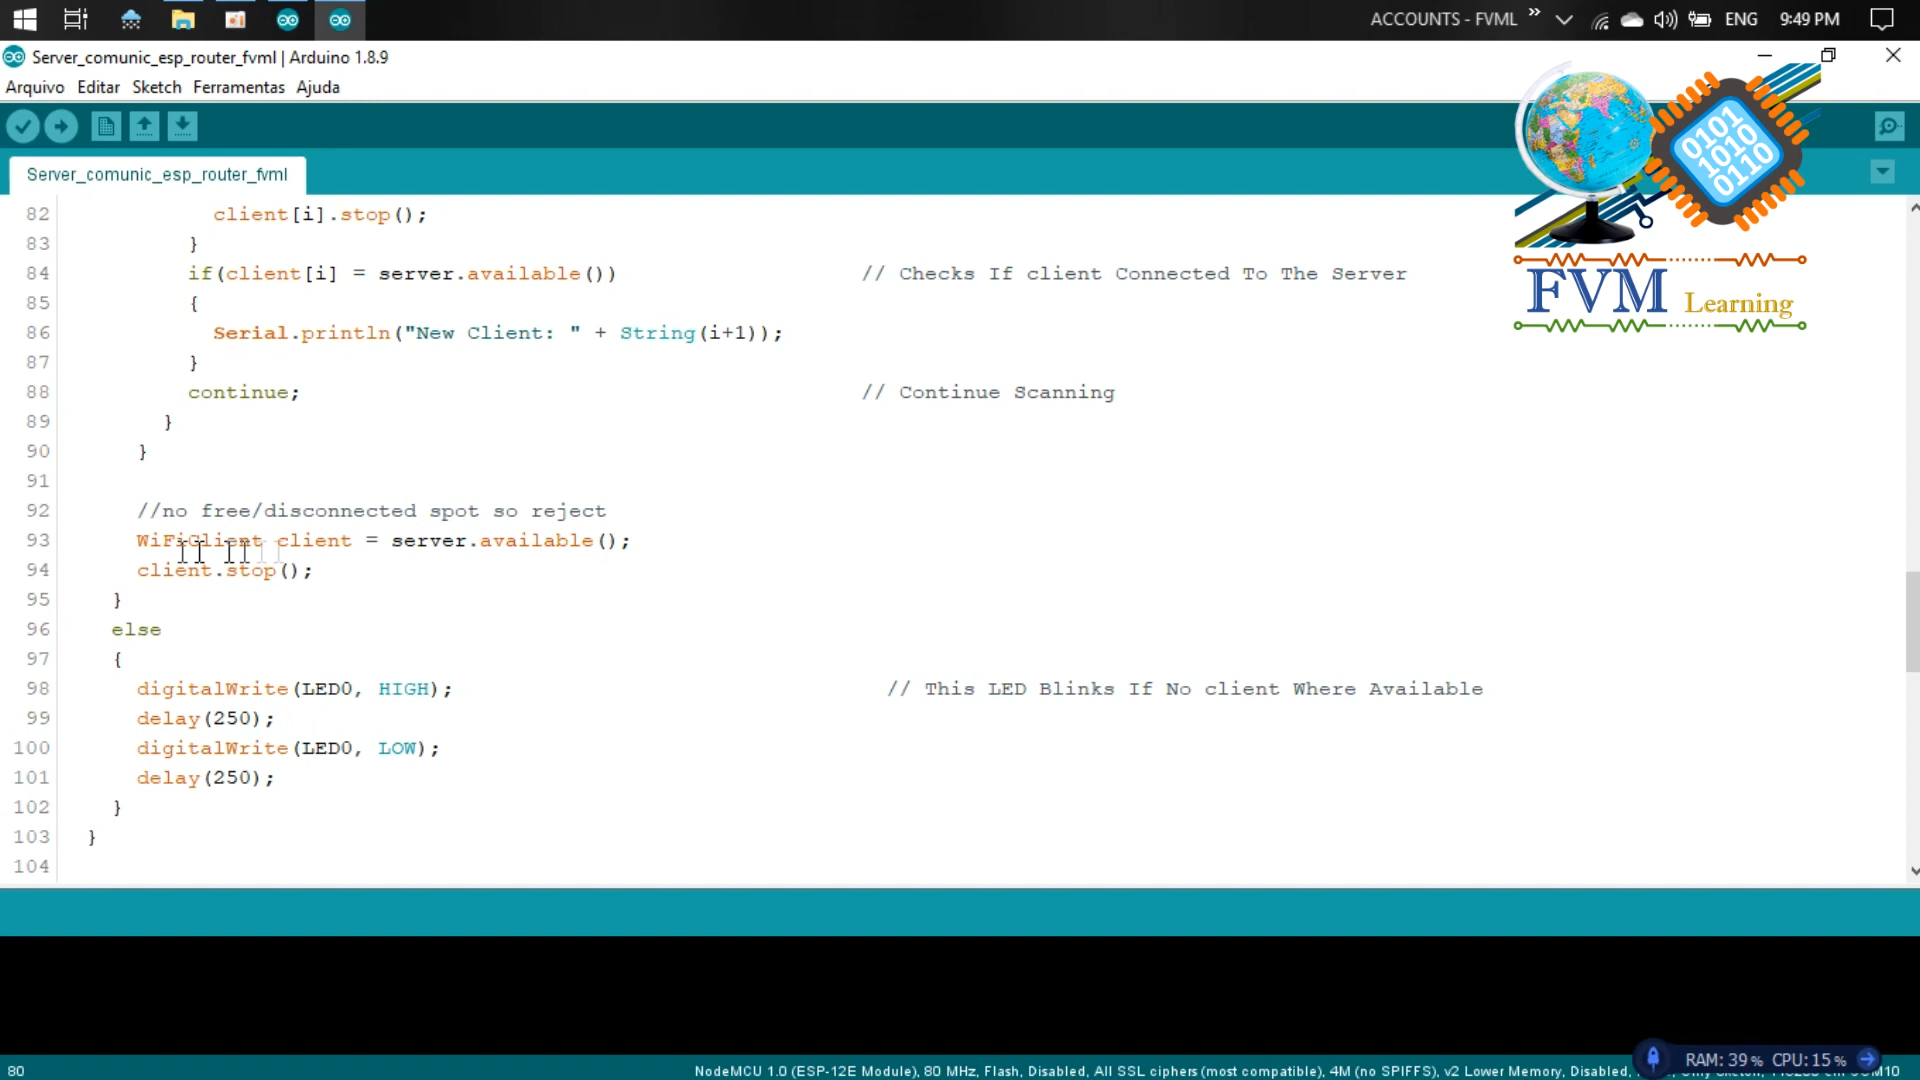 ACCOUNTS - FVML
ENG
9:49 PM
Server_comunic_esp_router_fvml | Arduino 1.8.9
Arquivo Editar Sketch Ferramentas Ajuda
Server_comunic_esp_router_fvml
0101
1010
0110
FVM Learning
82 client[i].stop();
83 }
84 if(client[i] = server.available()) // Checks If client Connected To The Server
85 {
86 Serial.println("New Client: " + String(i+1));
87 }
88 continue; // Continue Scanning
89 }
90 }
91
92 //no free/disconnected spot so reject
93 WiFiClient client = server.available();
94 client.stop();
95 }
96 else
97 {
98 digitalWrite(LED0, HIGH); // This LED Blinks If No client Where Available
99 delay(250);
100 digitalWrite(LED0, LOW);
101 delay(250);
102 }
103 }
104
80
NodeMCU 1.0 (ESP-12E Module), 80 MHz, Flash, Disabled, All SSL ciphers (most compatible), 4M (no SPIFFS), v2 Lower Memory, Disabled,
RAM: 39% CPU: 15%